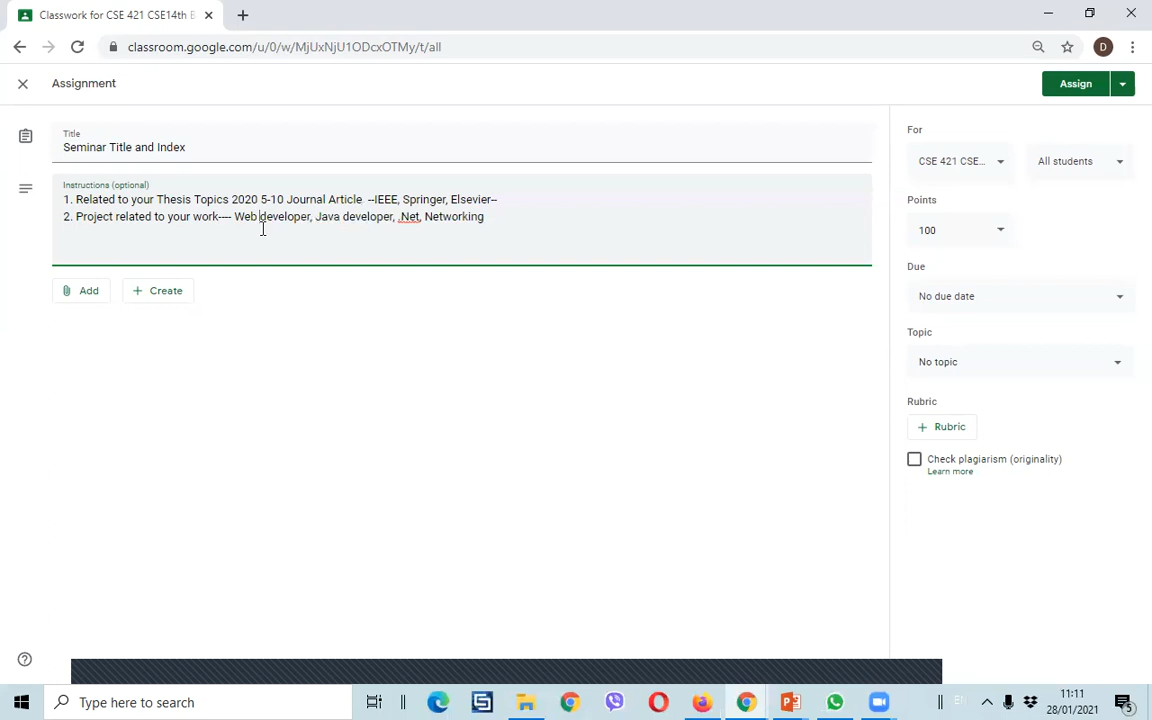 Classwork for CSE 421 CSE14th B
classroom.google.com/u/0/w/MjUxNjU1ODcxOTMy/t/all
D
Assignment
Assign
Title
Seminar Title and Index
Instructions (optional)
1. Related to your Thesis Topics 2020 5-10 Journal Article --IEEE, Springer, Elsevier--
2. Project related to your work---- Web developer, Java developer, .Net, Networking
Add
Create
For
CSE 421 CSE...
All students
Points
100
Due
No due date
Topic
No topic
Rubric
Rubric
Check plagiarism (originality)
Learn more
Type here to search
EN
11:11
28/01/2021
5